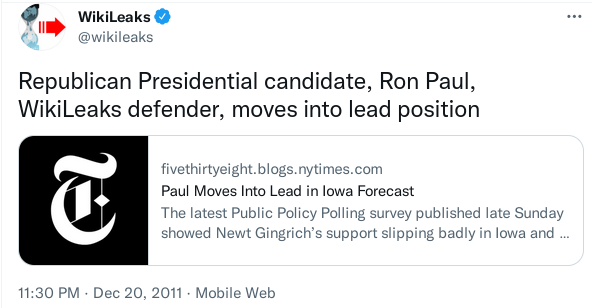 WikiLeaks
@wikileaks
Republican Presidential candidate, Ron Paul,
WikiLeaks defender, moves into lead position
fivethirtyeight.blogs.nytimes.com
Paul Moves Into Lead in Iowa Forecast
The latest Public Policy Polling survey published late Sunday
showed Newt Gingrich's support slipping badly in Iowa and ...
11:30 PM · Dec 20, 2011 · Mobile Web